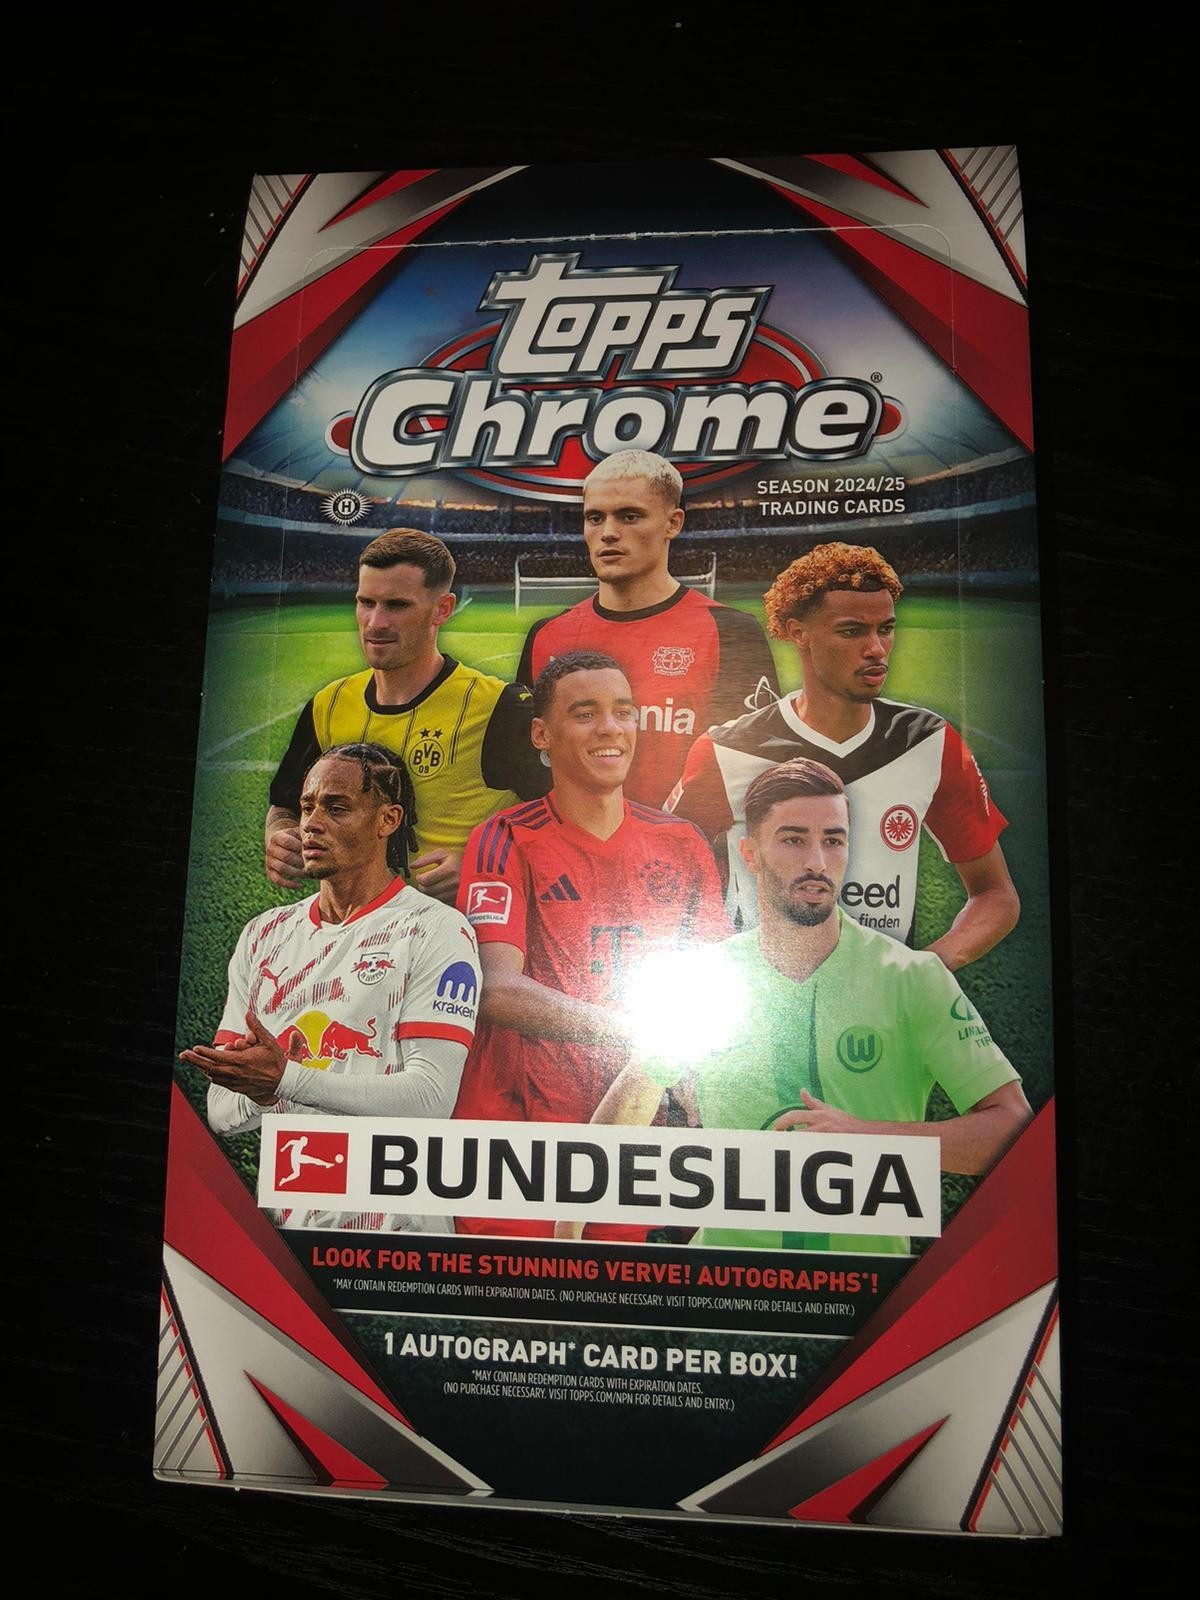 Topps
Chrome®
H
SEASON 2024/25
TRADING CARDS
BVB
09
enia
eed
finden
BUNDESLIGA
T
kraken
W
BUNDESLIGA
LOOK FOR THE STUNNING VERVE! AUTOGRAPHS*!
*MAY CONTAIN REDEMPTION CARDS WITH EXPIRATION DATES. (NO PURCHASE NECESSARY. VISIT TOPPS.COM/NPN FOR DETAILS AND ENTRY.)
1 AUTOGRAPH* CARD PER BOX!
*MAY CONTAIN REDEMPTION CARDS WITH EXPIRATION DATES.
(NO PURCHASE NECESSARY. VISIT TOPPS.COM/NPN FOR DETAILS AND ENTRY.)